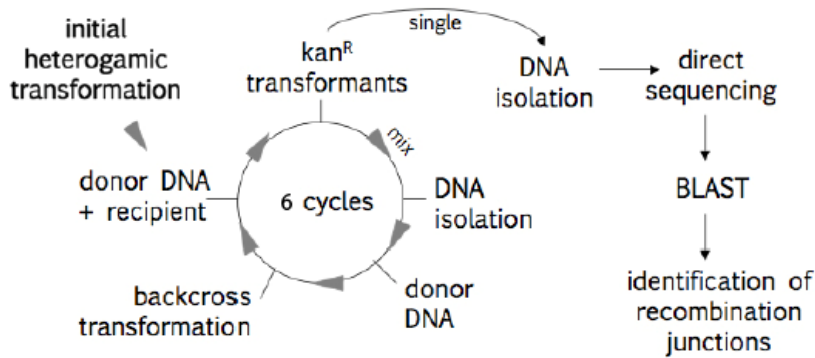 initial
heterogamic
transformation
kanᴿ
transformants
single
DNA
isolation
direct
sequencing
mix
donor DNA
+ recipient
6 cycles
DNA
isolation
BLAST
backcross
transformation
donor
DNA
identification of
recombination
junctions